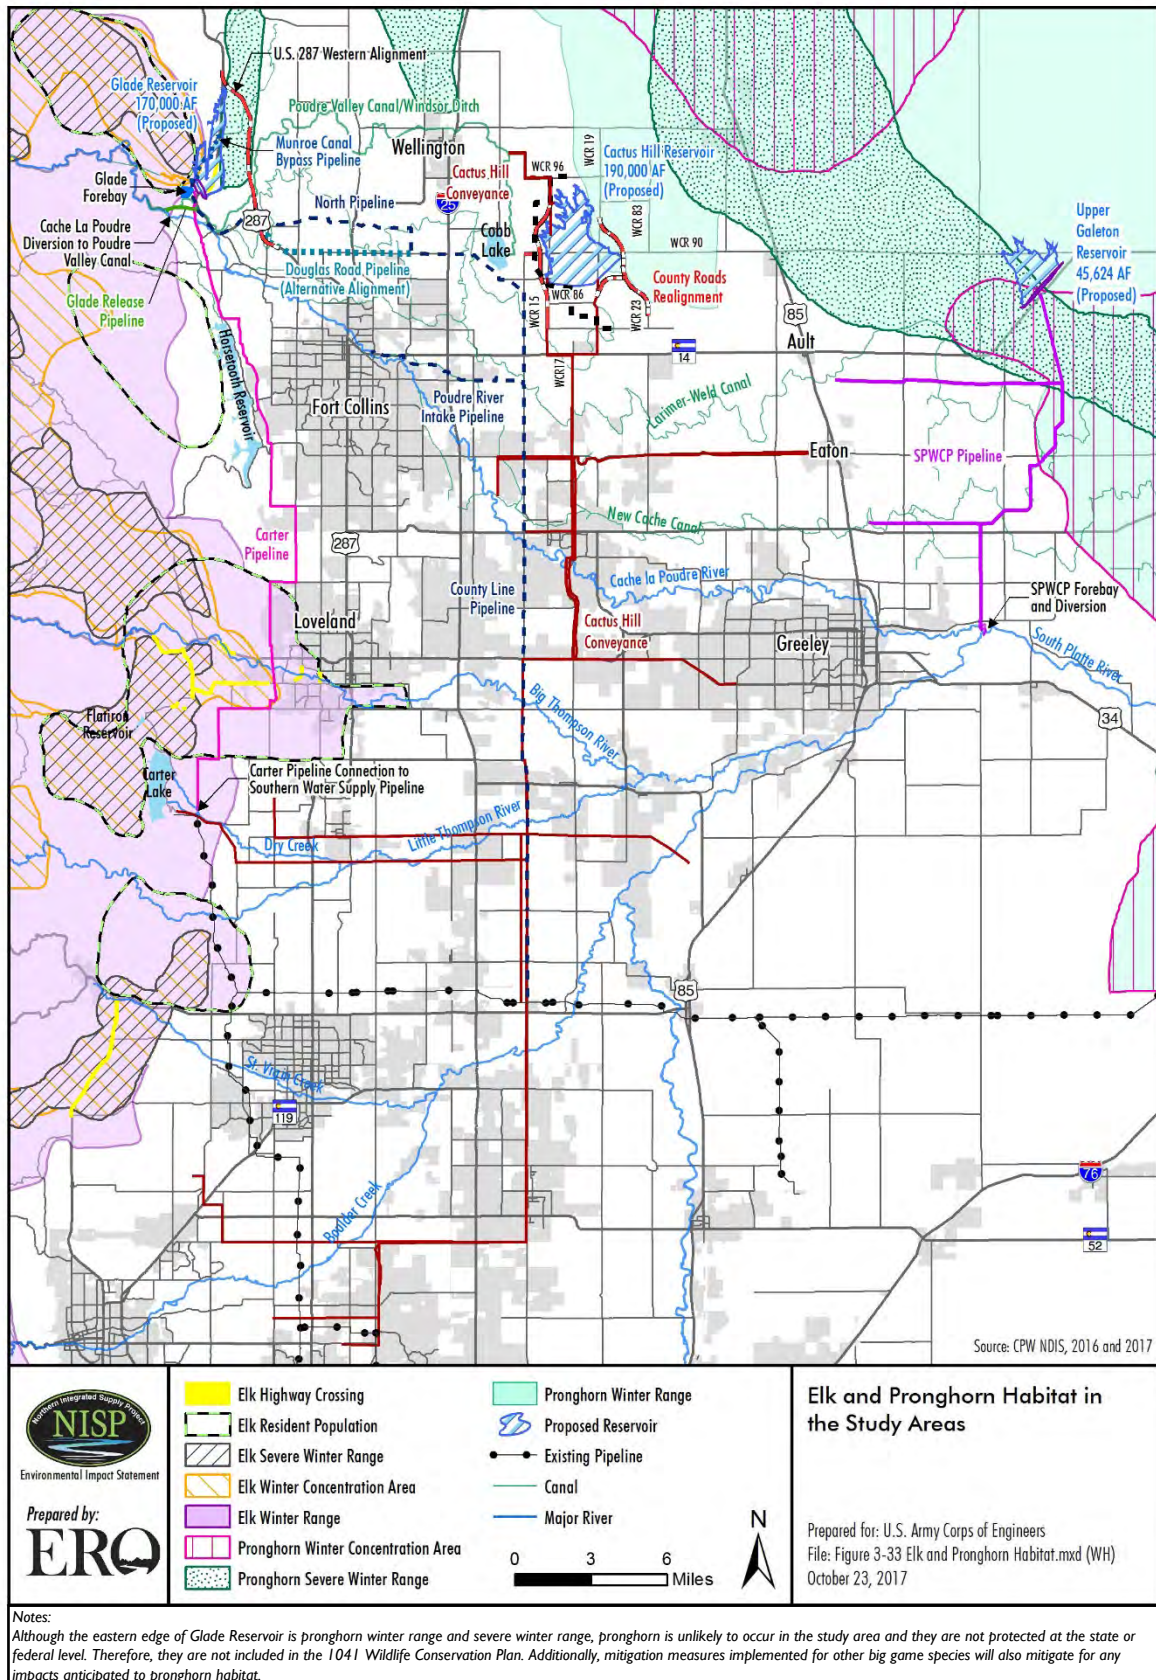 U.S. 287 Western Alignment
Glade Reservoir
170,000 AF
(Proposed)
Poudre Valley Canal/Windsor Ditch
Munroe Canal
Bypass Pipeline
Wellington
WCR 96
WCR 19
Cactus Hill Reservoir
190,000 AF
(Proposed)
Cactus Hill
Conveyance
Glade
Forebay
North Pipeline
25
287
WCR 83
Upper
Galeton
Reservoir
45,624 AF
(Proposed)
Cache La Poudre
Diversion to Poudre
Valley Canal
Cobb
Lake
WCR 90
Douglas Road Pipeline
(Alternative Alignment)
County Roads
Realignment
Glade Release
Pipeline
WCR 86
WCR 15
WCR 23
85
Ault
Horsetooth Reservoir
14
WCR17
Fort Collins
Poudre River
Intake Pipeline
Larimer-Weld Canal
Eaton
SPWCP Pipeline
New Cache Canal
Carter
Pipeline
287
Cache la Poudre River
County Line
Pipeline
SPWCP Forebay
and Diversion
Loveland
Cactus Hill
Conveyance
Greeley
South Platte River
Big Thompson River
34
Flatiron
Reservoir
Carter
Lake
Carter Pipeline Connection to
Southern Water Supply Pipeline
Little Thompson River
Dry Creek
85
St. Vrain Creek
119
76
Boulder Creek
52
Source: CPW NDIS, 2016 and 2017
Northern Integrated Supply Project
NISP
Environmental Impact Statement
Prepared by:
ERO
Elk Highway Crossing
Elk Resident Population
Elk Severe Winter Range
Elk Winter Concentration Area
Elk Winter Range
Pronghorn Winter Concentration Area
Pronghorn Severe Winter Range
Pronghorn Winter Range
Proposed Reservoir
Existing Pipeline
Canal
Major River
0 3 6
Miles
N
Elk and Pronghorn Habitat in
the Study Areas
Prepared for: U.S. Army Corps of Engineers
File: Figure 3-33 Elk and Pronghorn Habitat.mxd (WH)
October 23, 2017
Notes:
Although the eastern edge of Glade Reservoir is pronghorn winter range and severe winter range, pronghorn is unlikely to occur in the study area and they are not protected at the state or
federal level. Therefore, they are not included in the 1041 Wildlife Conservation Plan. Additionally, mitigation measures implemented for other big game species will also mitigate for any
impacts anticipated to pronghorn habitat.